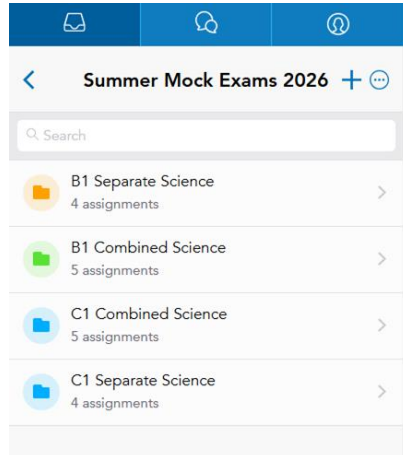 Summer Mock Exams 2026
Search
B1 Separate Science
4 assignments
B1 Combined Science
5 assignments
C1 Combined Science
5 assignments
C1 Separate Science
4 assignments